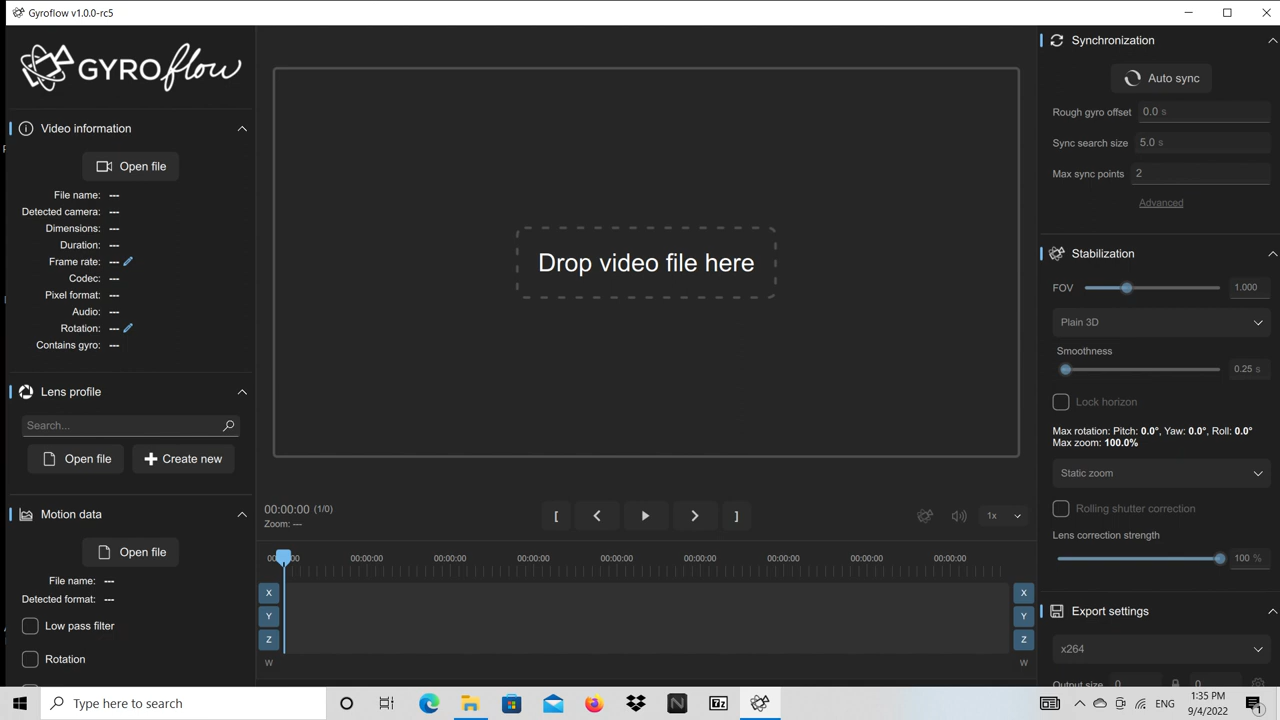 Gyroflow v1.0.0-rc5
GYROflow
Video information
Open file
File name: ---
Detected camera: ---
Dimensions: ---
Duration: ---
Frame rate: ---
Codec: ---
Pixel format: ---
Audio: ---
Rotation: ---
Contains gyro: ---
Lens profile
Search...
Open file
Create new
Motion data
Open file
File name: ---
Detected format: ---
Low pass filter
Rotation
Drop video file here
00:00:00 (1/0)
Zoom: ---
[
]
1x
00:00:00 00:00:00 00:00:00 00:00:00 00:00:00 00:00:00 00:00:00 00:00:00
X X
Y Y
Z Z
W W
Synchronization
Auto sync
Rough gyro offset 0.0 s
Sync search size 5.0 s
Max sync points 2
Advanced
Stabilization
FOV 1.000
Plain 3D
Smoothness
0.25 s
Lock horizon
Max rotation: Pitch: 0.0°, Yaw: 0.0°, Roll: 0.0°
Max zoom: 100.0%
Static zoom
Rolling shutter correction
Lens correction strength
100 %
Export settings
x264
Output size 0 0
Type here to search
N
7z
ENG
1:35 PM
9/4/2022
1